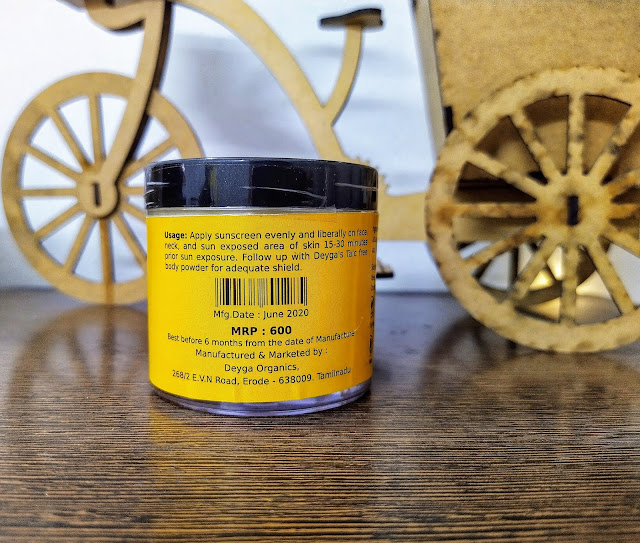 Usage: Apply sunscreen evenly and liberally on face,
neck, and sun exposed area of skin 15-30 minutes
prior sun exposure. Follow up with Deyga's Talc free
body powder for adequate shield.
Mfg.Date : June 2020
MRP : 600
Best before 6 months from the date of Manufacture
Manufactured & Marketed by :
Deyga Organics,
268/2 E.V.N Road, Erode - 638009. Tamilnadu